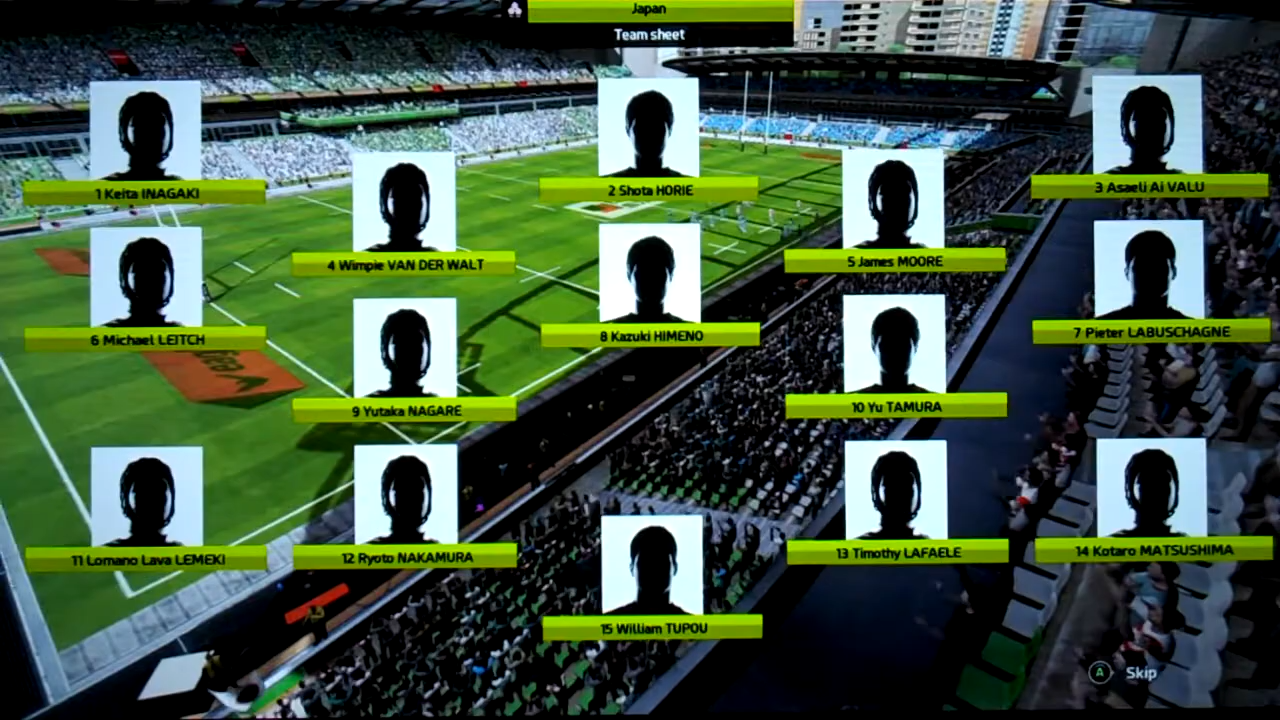 Japan
Team sheet
1 Keita INAGAKI
2 Shota HORIE
3 Asaeli Ai VALU
4 Wimpie VAN DER WALT
5 James MOORE
6 Michael LEITCH
8 Kazuki HIMENO
7 Pieter LABUSCHAGNE
9 Yutaka NAGARE
10 Yu TAMURA
11 Lomano Lava LEMEKI
12 Ryoto NAKAMURA
13 Timothy LAFAELE
14 Kotaro MATSUSHIMA
15 William TUPOU
A Skip